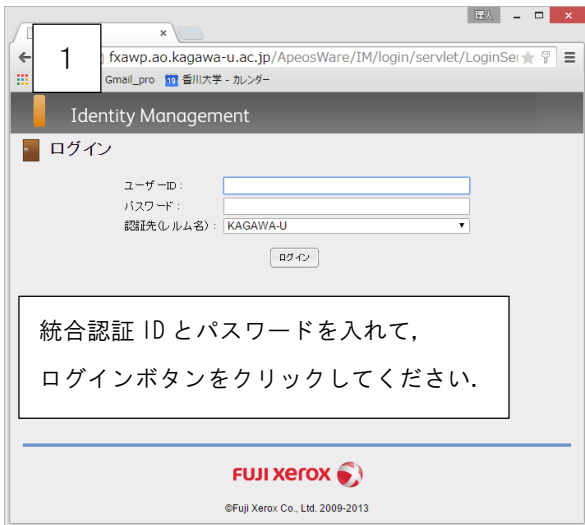 理人
1
fxawp.ao.kagawa-u.ac.jp/ApeosWare/IM/login/servlet/LoginSer
Gmail_pro 19 香川大学 - カレンダー
Identity Management
ログイン
ユーザーID :
パスワード :
認証先(レルム名) : KAGAWA-U
ログイン
統合認証 ID とパスワードを入れて,
ログインボタンをクリックしてください.
FUJI xerox
©Fuji Xerox Co., Ltd. 2009-2013